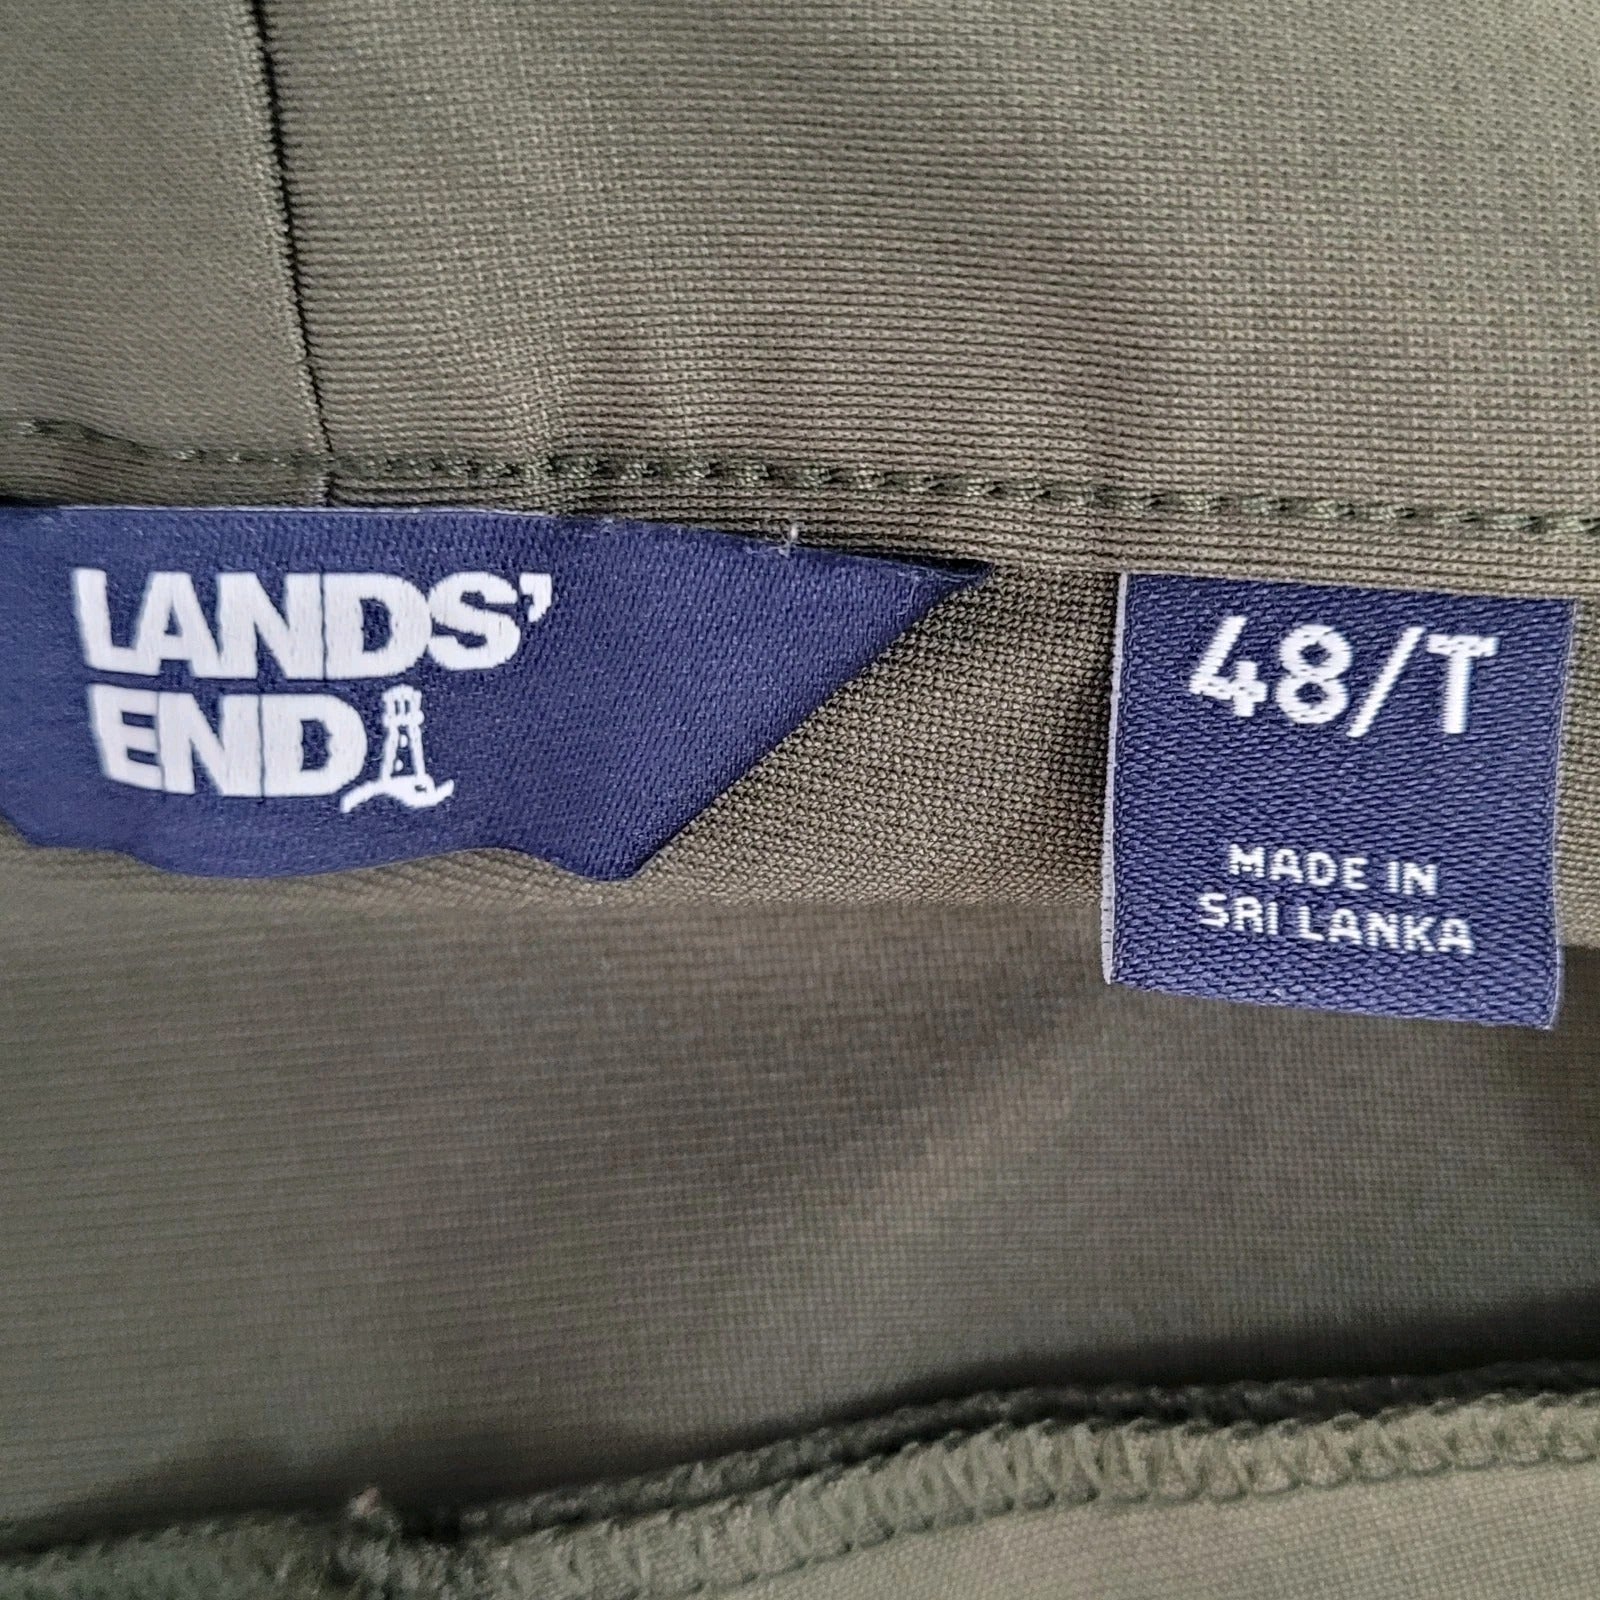 LANDS'
END
48/T
MADE IN
SRI LANKA